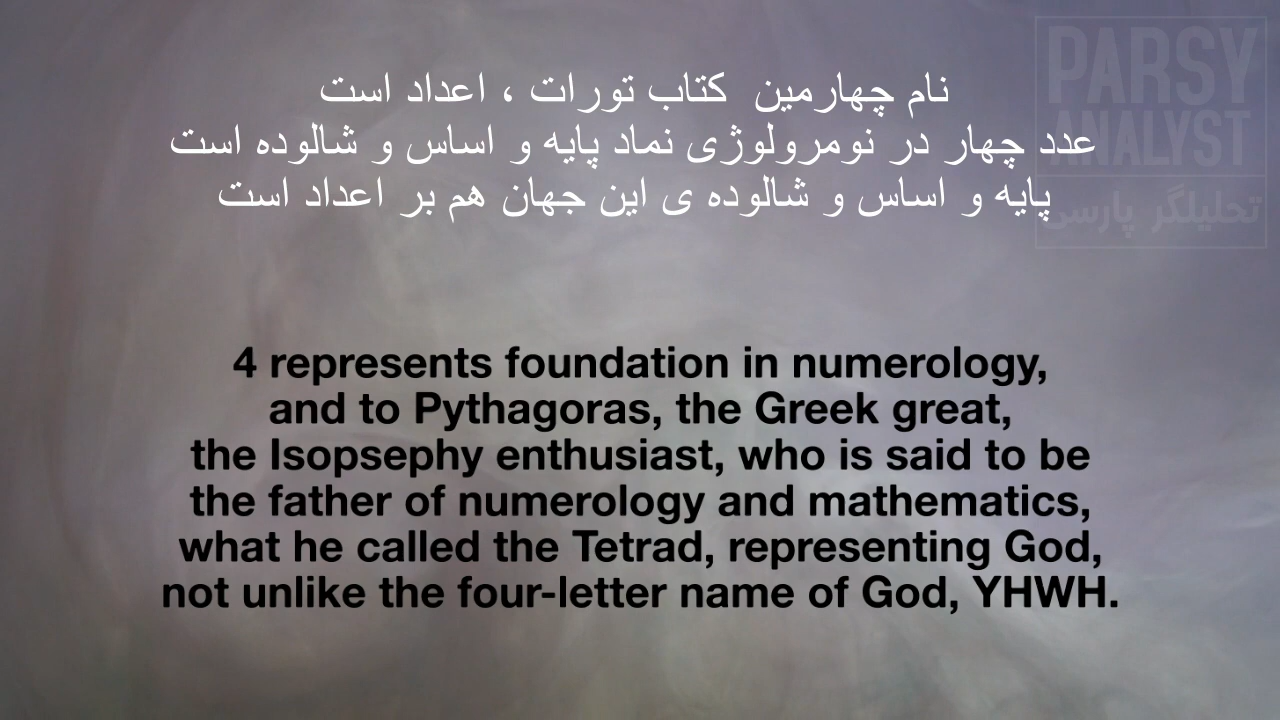 نام چهارمین کتاب تورات ، اعداد است
عدد چهار در نومرولوژی نماد پایه و اساس و شالوده است
پایه و اساس و شالوده ی این جهان هم بر اعداد است
PARSY
ANALYST
تحلیلگر پارسی
4 represents foundation in numerology,
and to Pythagoras, the Greek great,
the Isopsephy enthusiast, who is said to be
the father of numerology and mathematics,
what he called the Tetrad, representing God,
not unlike the four-letter name of God, YHWH.